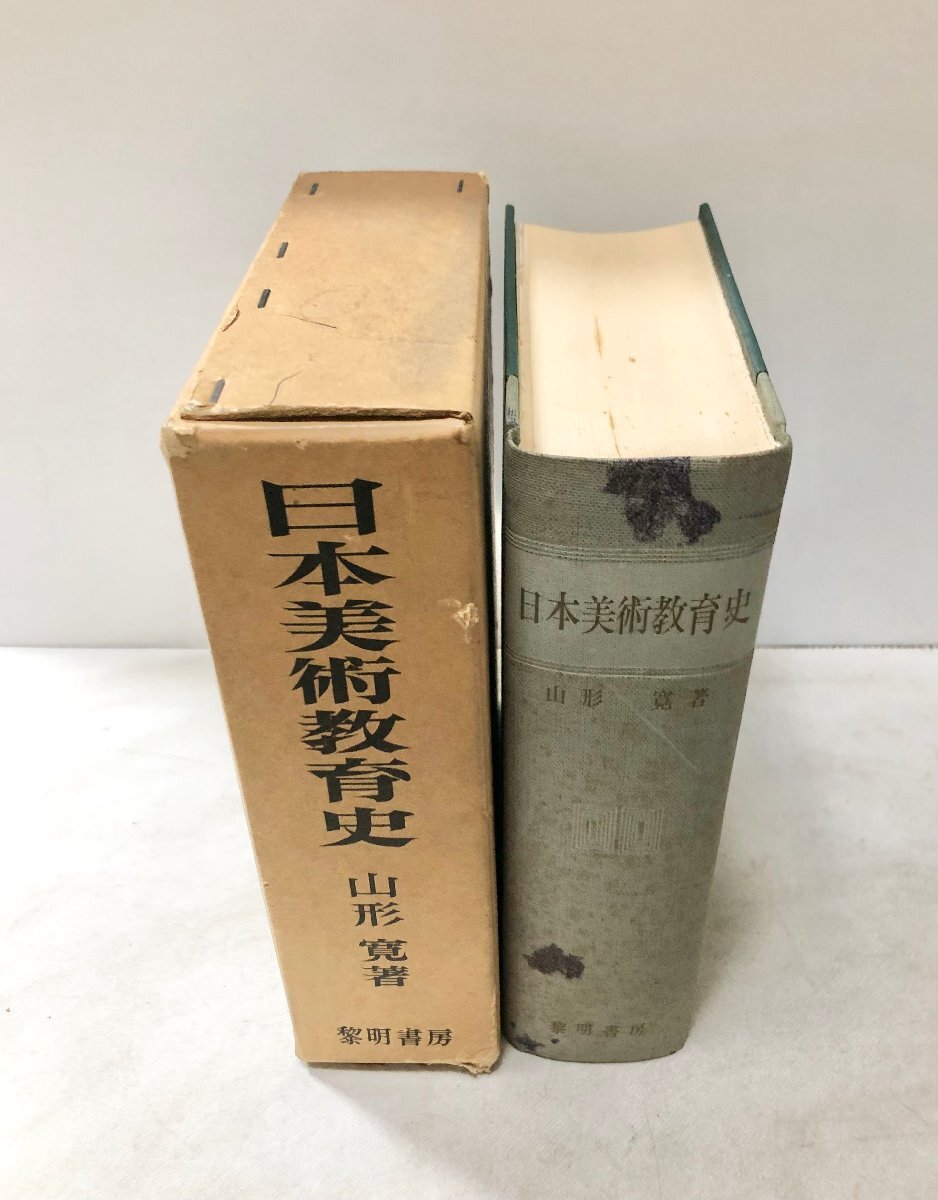 日本美術教育史
山形寛著
黎明書房
日本美術教育史
山形 寛著
黎明書房